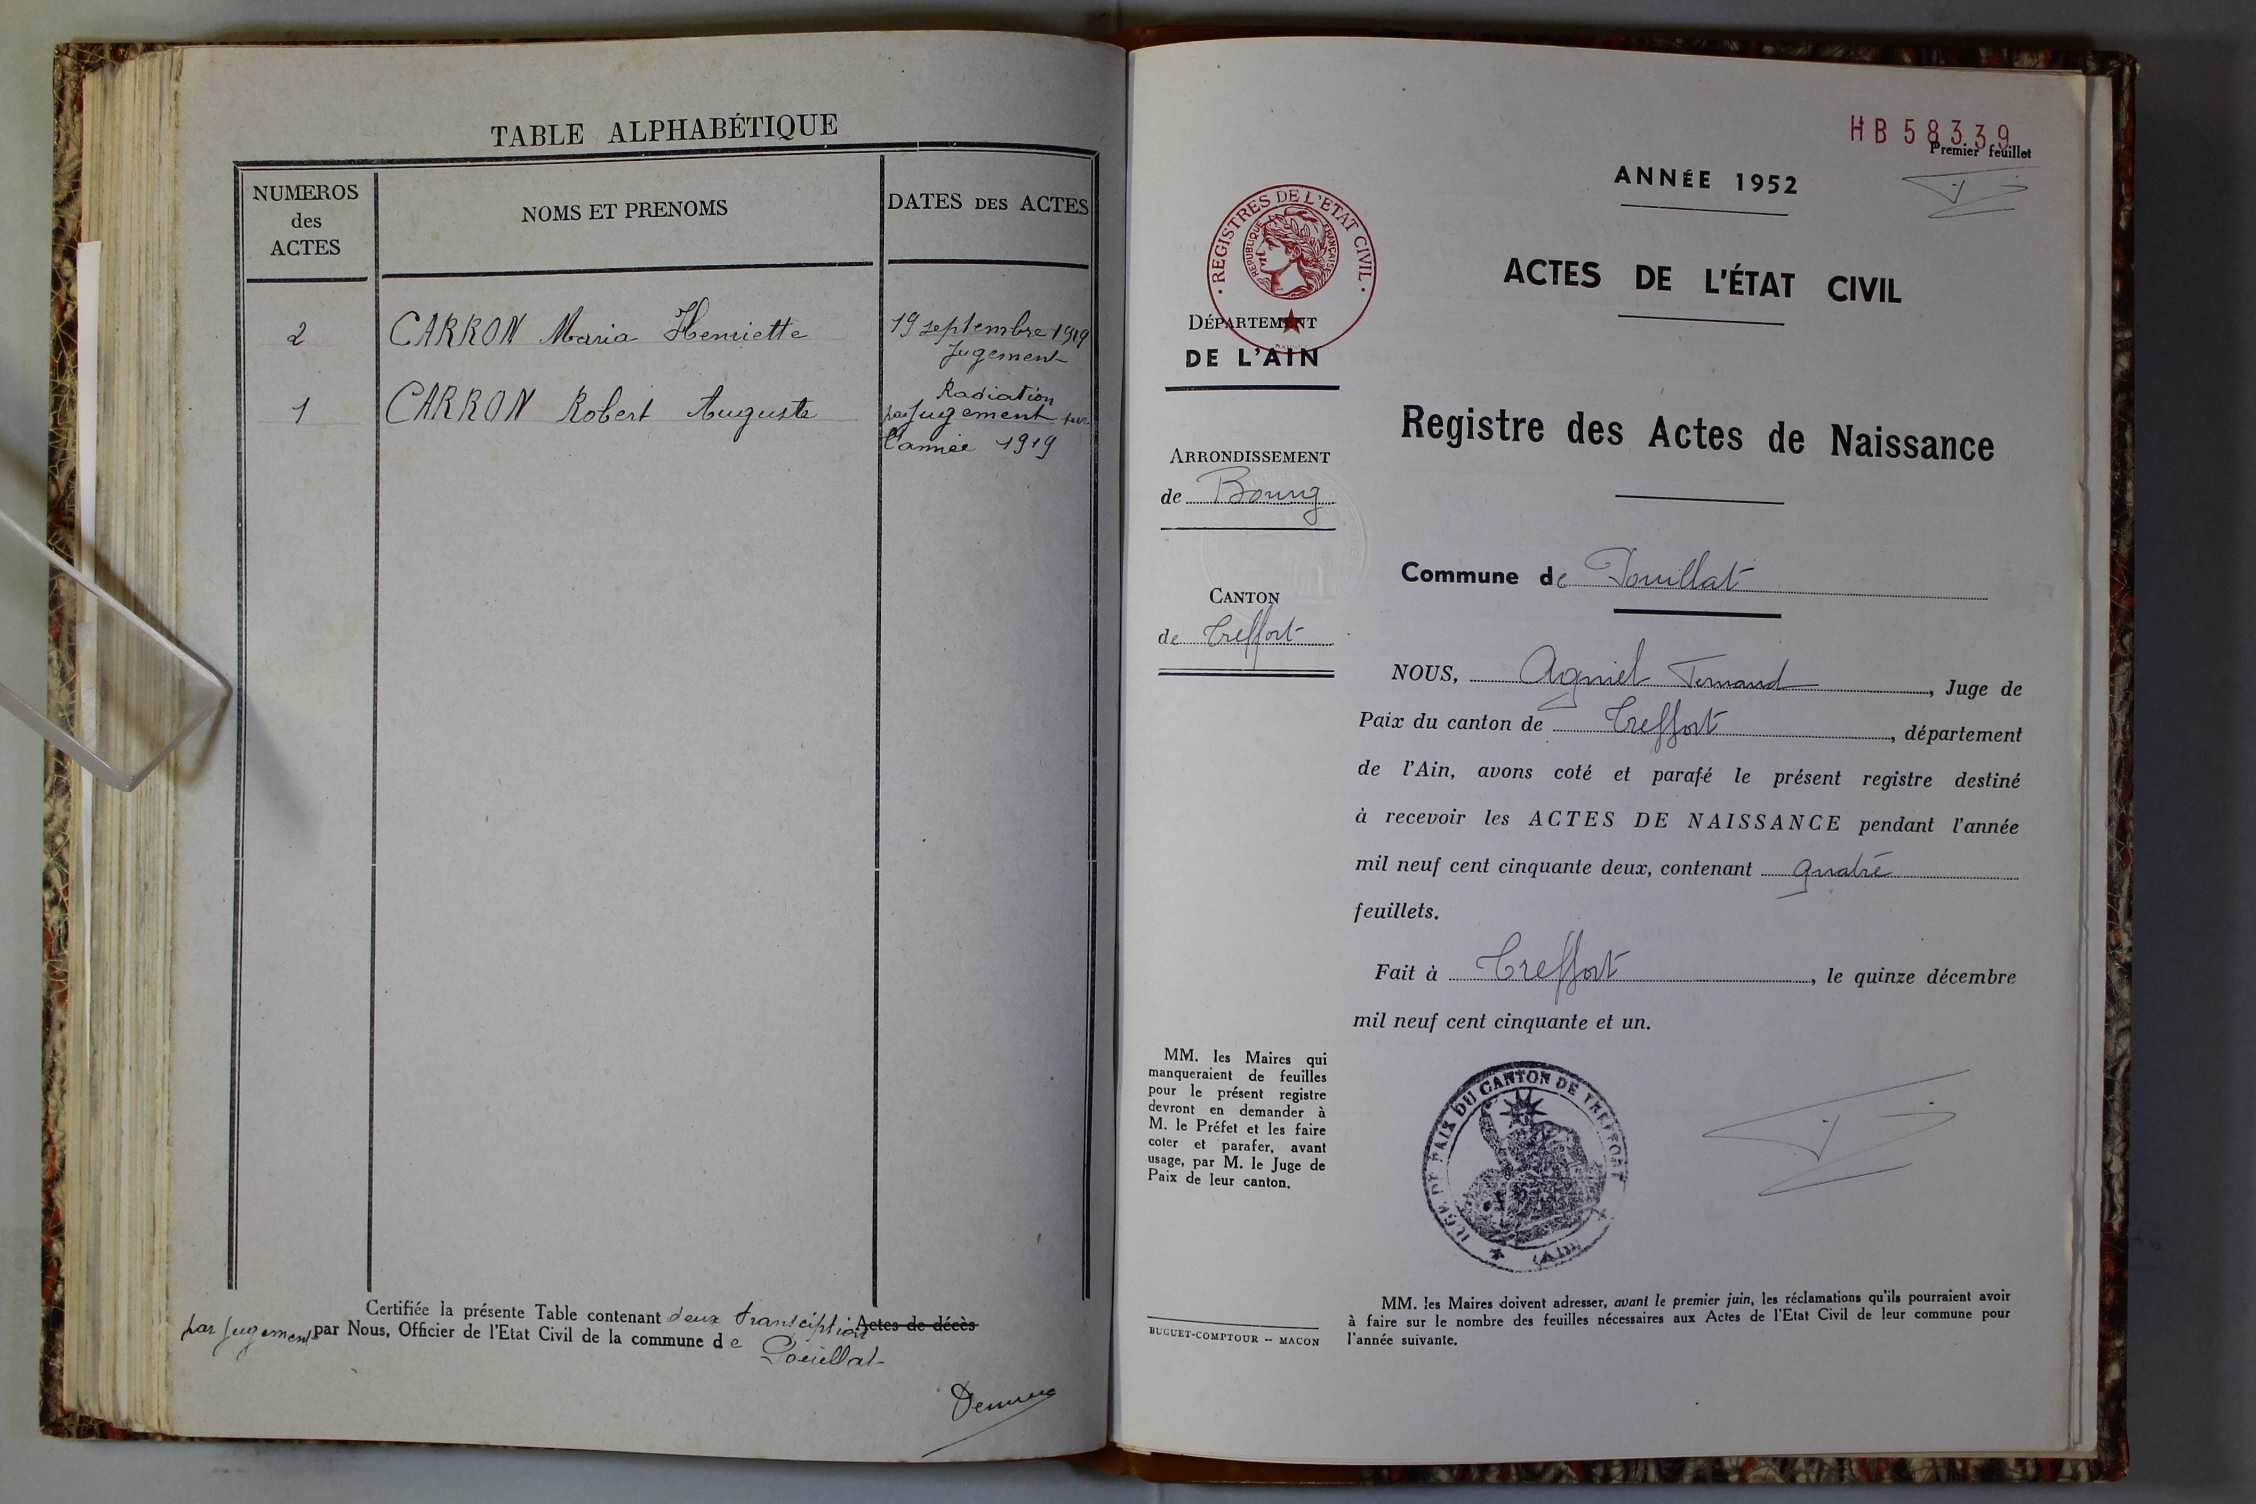 TABLE ALPHABÉTIQUE
NUMEROS
des
ACTES
NOMS ET PRENOMS
DATES DES ACTES
2 CARRON Maria Henriette 19 septembre 1919
Jugement
1 CARRON Robert Auguste Radiation
par Jugement sur
l'année 1919
Certifiée la présente Table contenant deux transciption Actes de décès
par jugement par Nous, Officier de l'Etat Civil de la commune de Pouillat
HB 58339
Premier feuillet
ANNÉE 1952
REGISTRES DE L'ETAT CIVIL
REPUBLIQUE FRANÇAISE
ACTES DE L'ÉTAT CIVIL
DÉPARTEMENT
DE L'AIN
Registre des Actes de Naissance
ARRONDISSEMENT
de Bourg
CANTON
de Treffort
Commune de Pouillat
NOUS, Agniel Fernand, Juge de
Paix du canton de Treffort, département
de l'Ain, avons coté et parafé le présent registre destiné
à recevoir les ACTES DE NAISSANCE pendant l'année
mil neuf cent cinquante deux, contenant quatre
feuillets.
Fait à Treffort, le quinze décembre
mil neuf cent cinquante et un.
MM. les Maires qui
manqueraient de feuilles
pour le présent registre
devront en demander à
M. le Préfet et les faire
coter et parafer, avant
usage, par M. le Juge de
Paix de leur canton.
JUGE DE PAIX DU CANTON DE TREFFORT
(AIN)
MM. les Maires doivent adresser, avant le premier juin, les réclamations qu'ils pourraient avoir
à faire sur le nombre des feuilles nécessaires aux Actes de l'Etat Civil de leur commune pour
l'année suivante.
BUGUET-COMPTOUR -- MACON